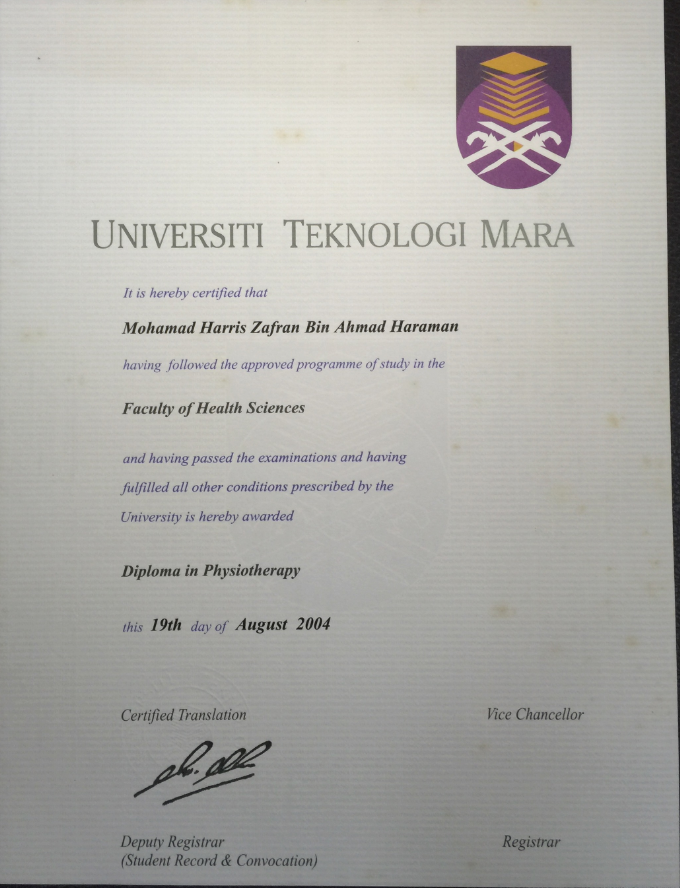 UNIVERSITI TEKNOLOGI MARA
It is hereby certified that
Mohamad Harris Zafran Bin Ahmad Haraman
having followed the approved programme of study in the
Faculty of Health Sciences
and having passed the examinations and having
fulfilled all other conditions prescribed by the
University is hereby awarded
Diploma in Physiotherapy
this 19th day of August 2004
Certified Translation Vice Chancellor
Deputy Registrar Registrar
(Student Record & Convocation)